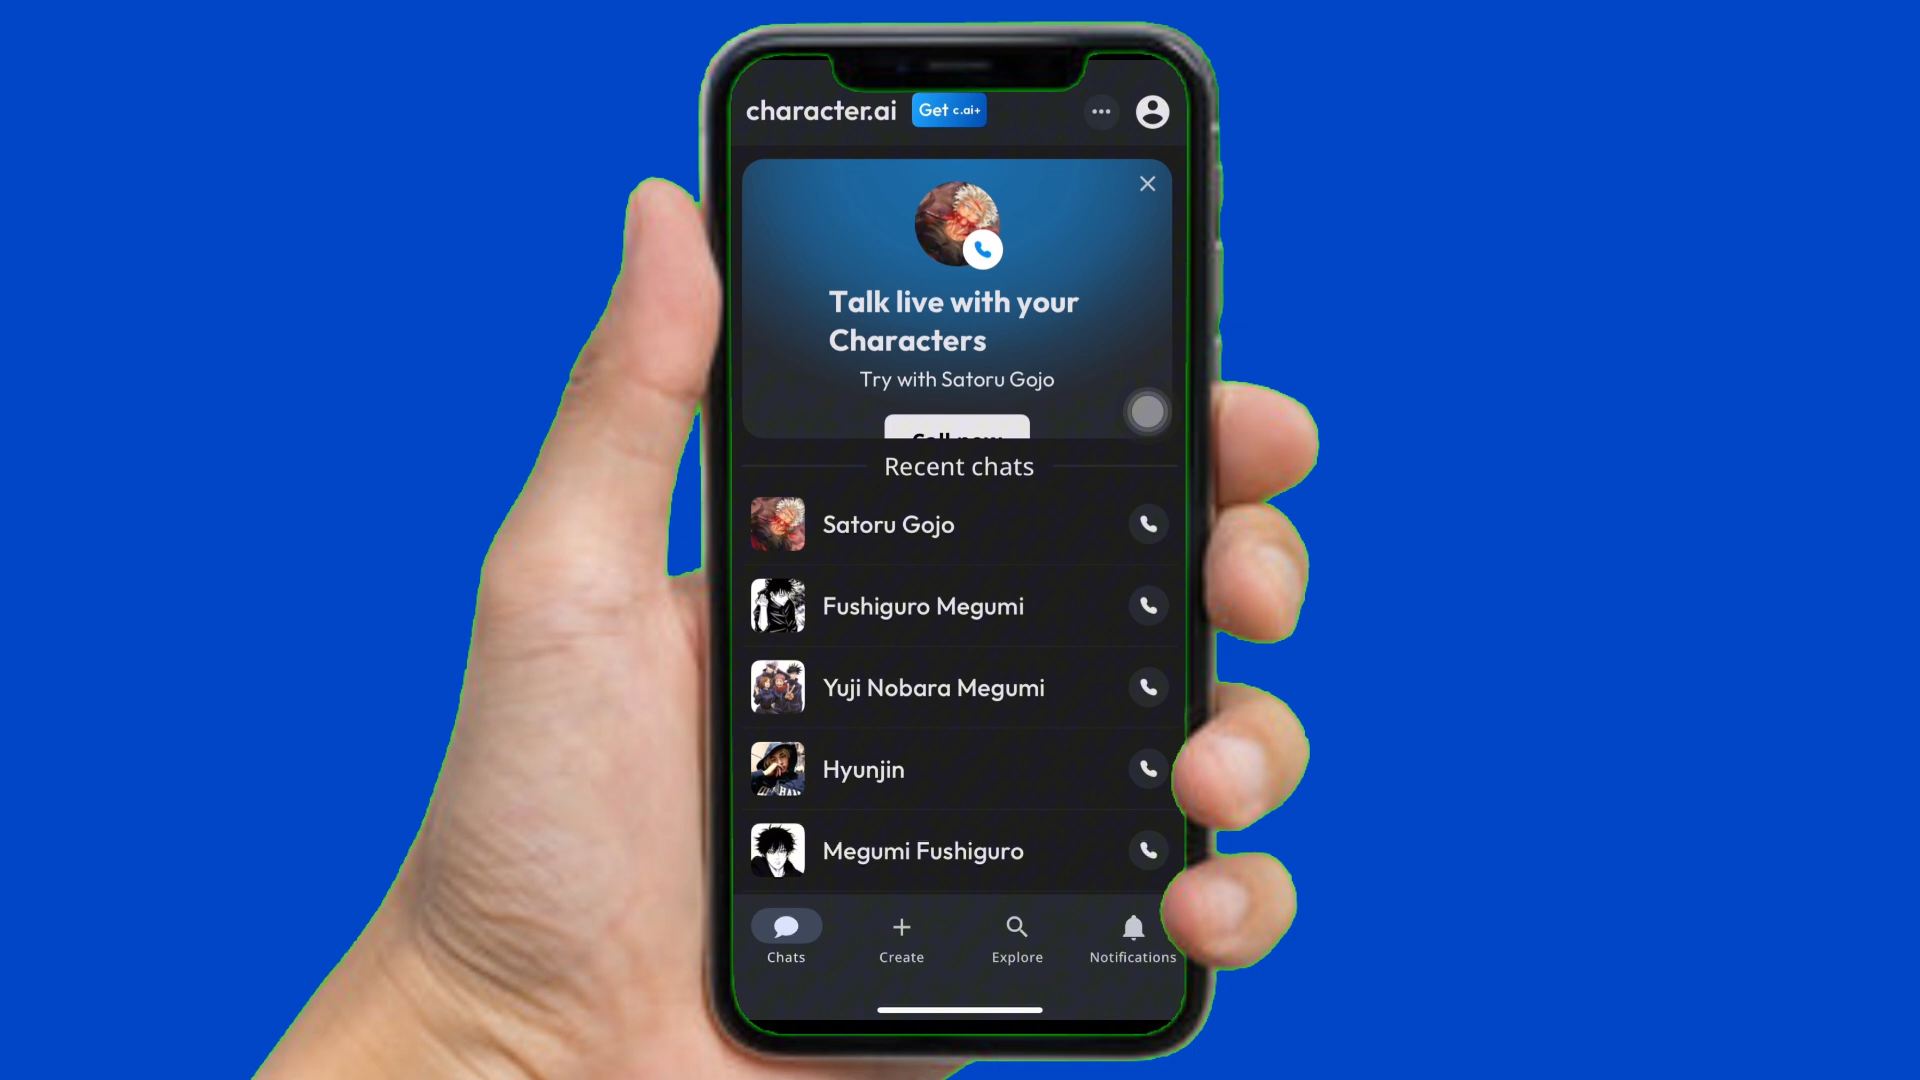 character.ai Get c.ai+
Talk live with your
Characters
Try with Satoru Gojo
Call now
Recent chats
Satoru Gojo
Fushiguro Megumi
Yuji Nobara Megumi
Hyunjin
Megumi Fushiguro
Chats Create Explore Notifications